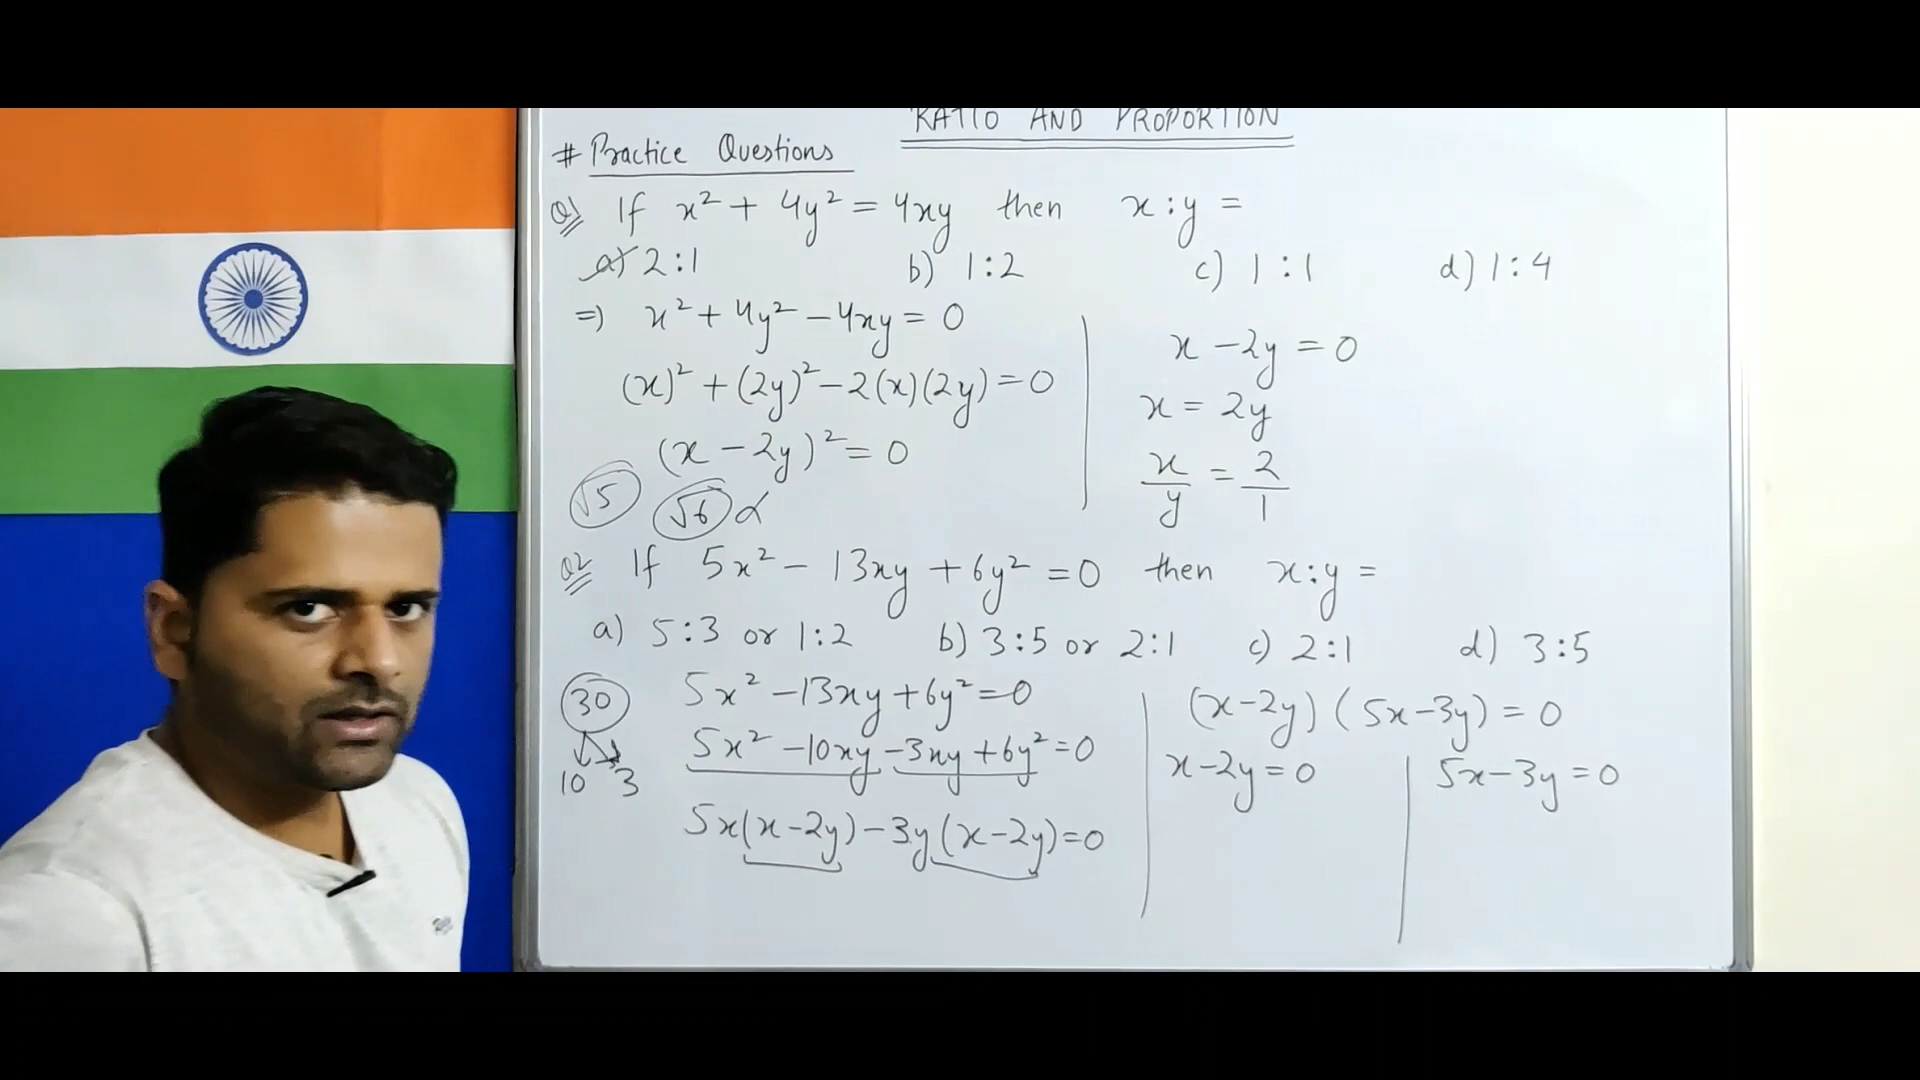 RATIO AND PROPORTION
# Practice Questions
Q1 If x² + 4y² = 4xy then x : y =
a) 2 : 1 b) 1 : 2 c) 1 : 1 d) 1 : 4
=) x² + 4y² - 4xy = 0
(x)² + (2y)² - 2(x)(2y) = 0
(x - 2y)² = 0
x - 2y = 0
x = 2y
x/y = 2/1
√5 √6
Q2 If 5x² - 13xy + 6y² = 0 then x : y =
a) 5 : 3 or 1 : 2 b) 3 : 5 or 2 : 1 c) 2 : 1 d) 3 : 5
30
10 3
5x² - 13xy + 6y² = 0
5x² - 10xy - 3xy + 6y² = 0
5x(x - 2y) - 3y(x - 2y) = 0
(x - 2y) (5x - 3y) = 0
x - 2y = 0
5x - 3y = 0